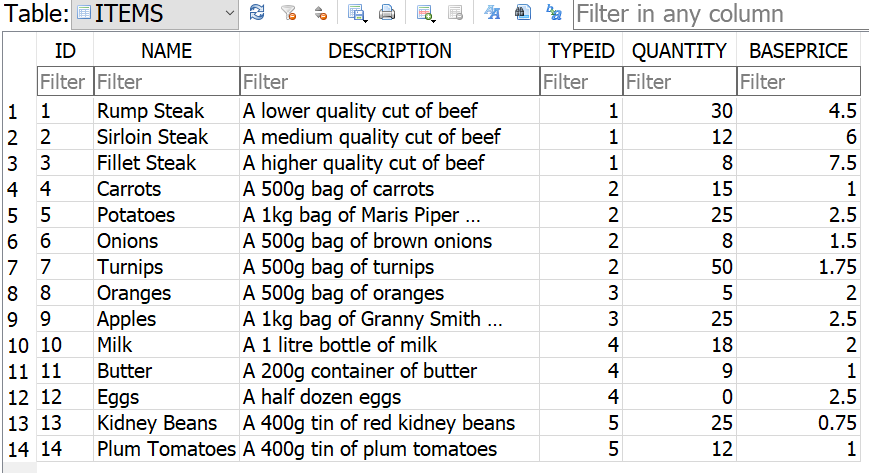 Table: ITEMS Filter in any column
ID NAME DESCRIPTION TYPEID QUANTITY BASEPRICE
Filter Filter Filter Filter Filter Filter
1 1 Rump Steak A lower quality cut of beef 1 30 4.5
2 2 Sirloin Steak A medium quality cut of beef 1 12 6
3 3 Fillet Steak A higher quality cut of beef 1 8 7.5
4 4 Carrots A 500g bag of carrots 2 15 1
5 5 Potatoes A 1kg bag of Maris Piper ... 2 25 2.5
6 6 Onions A 500g bag of brown onions 2 8 1.5
7 7 Turnips A 500g bag of turnips 2 50 1.75
8 8 Oranges A 500g bag of oranges 3 5 2
9 9 Apples A 1kg bag of Granny Smith ... 3 25 2.5
10 10 Milk A 1 litre bottle of milk 4 18 2
11 11 Butter A 200g container of butter 4 9 1
12 12 Eggs A half dozen eggs 4 0 2.5
13 13 Kidney Beans A 400g tin of red kidney beans 5 25 0.75
14 14 Plum Tomatoes A 400g tin of plum tomatoes 5 12 1